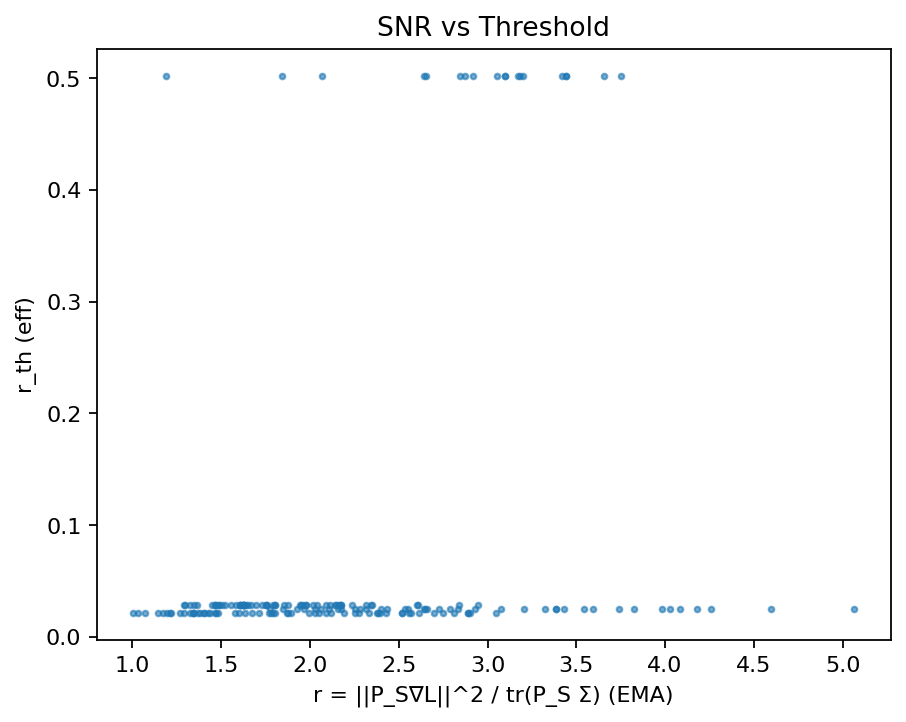 SNR vs Threshold
r_th (eff)
0.5
0.4
0.3
0.2
0.1
0.0
1.0 1.5 2.0 2.5 3.0 3.5 4.0 4.5 5.0
r = ||P_S∇L||^2 / tr(P_S Σ) (EMA)